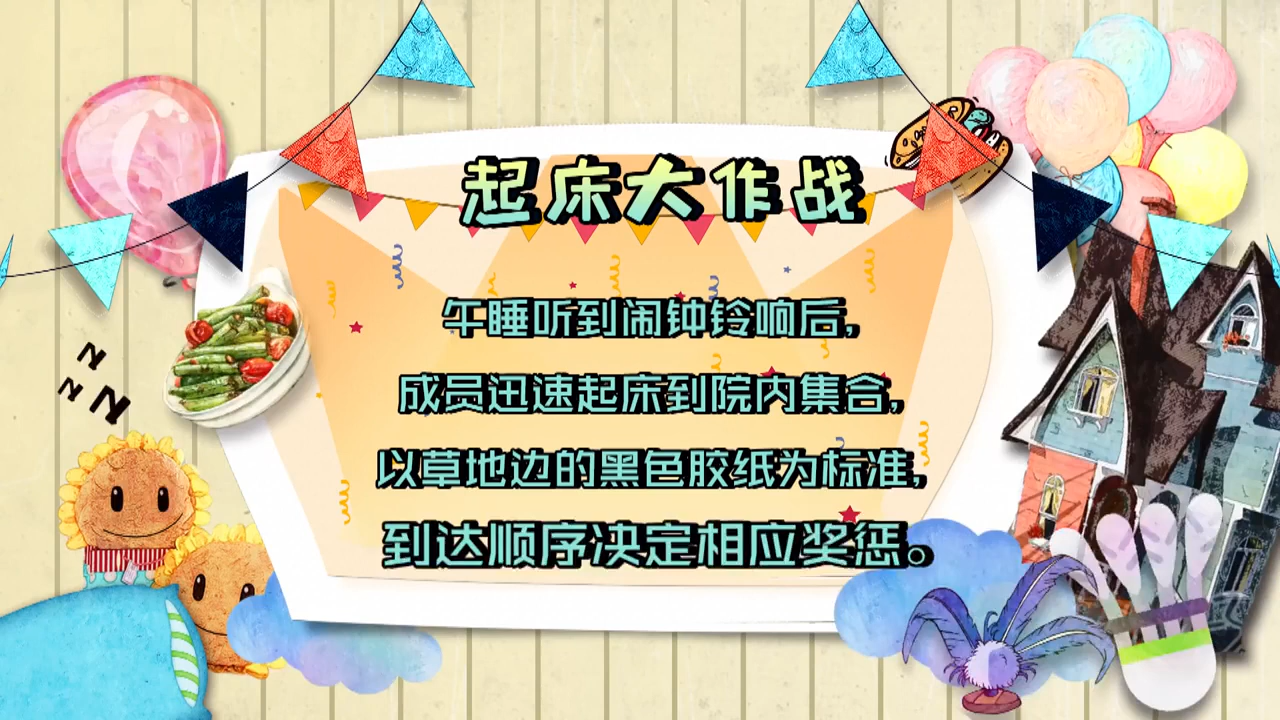 起床大作战
午睡听到闹钟铃响后,
成员迅速起床到院内集合,
以草地边的黑色胶纸为标准,
到达顺序决定相应奖惩。
N
N N